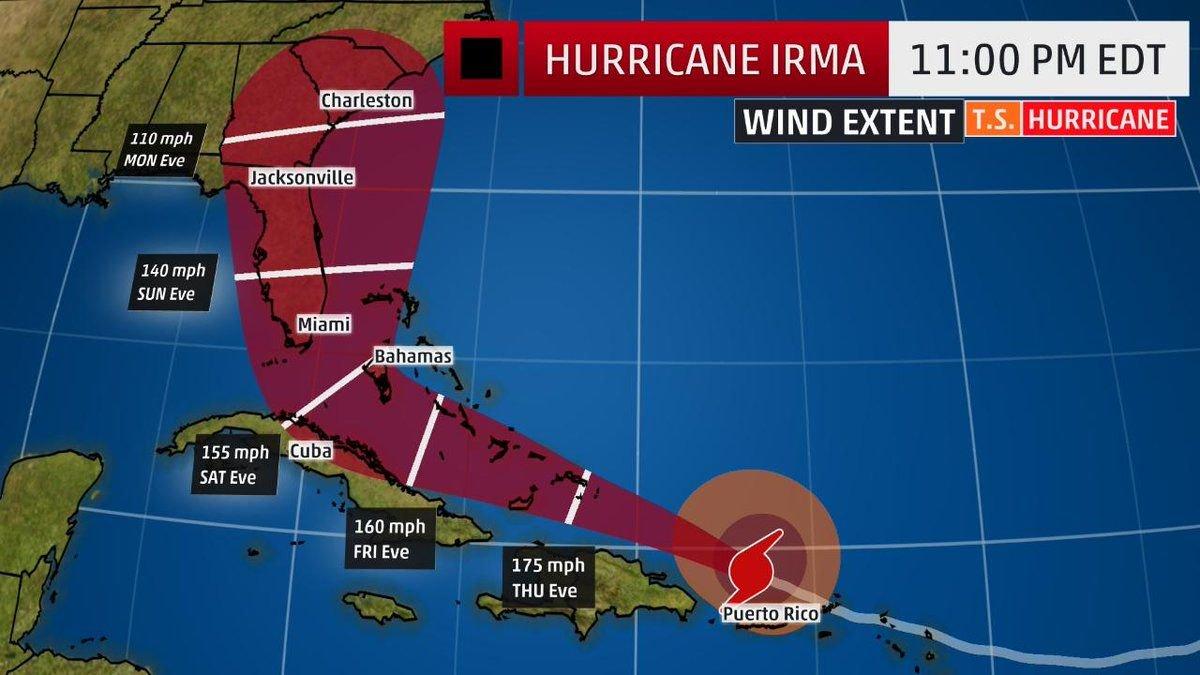 HURRICANE IRMA
11:00 PM EDT
WIND EXTENT T.S. HURRICANE
Charleston
110 mph
MON Eve
Jacksonville
140 mph
SUN Eve
Miami
Bahamas
155 mph
SAT Eve
Cuba
160 mph
FRI Eve
175 mph
THU Eve
Puerto Rico